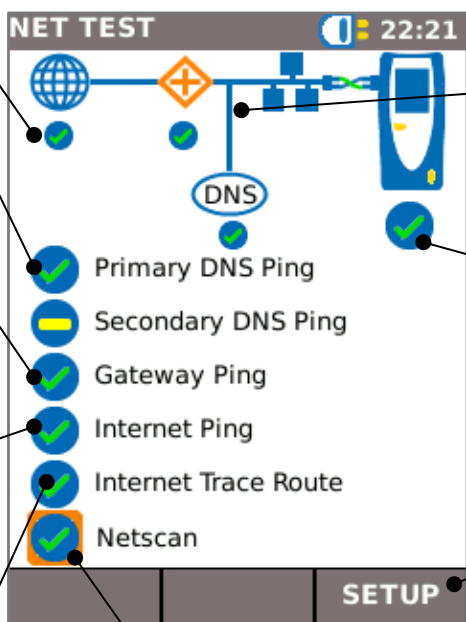 NET TEST 22:21
DNS
Primary DNS Ping
Secondary DNS Ping
Gateway Ping
Internet Ping
Internet Trace Route
Netscan
SETUP